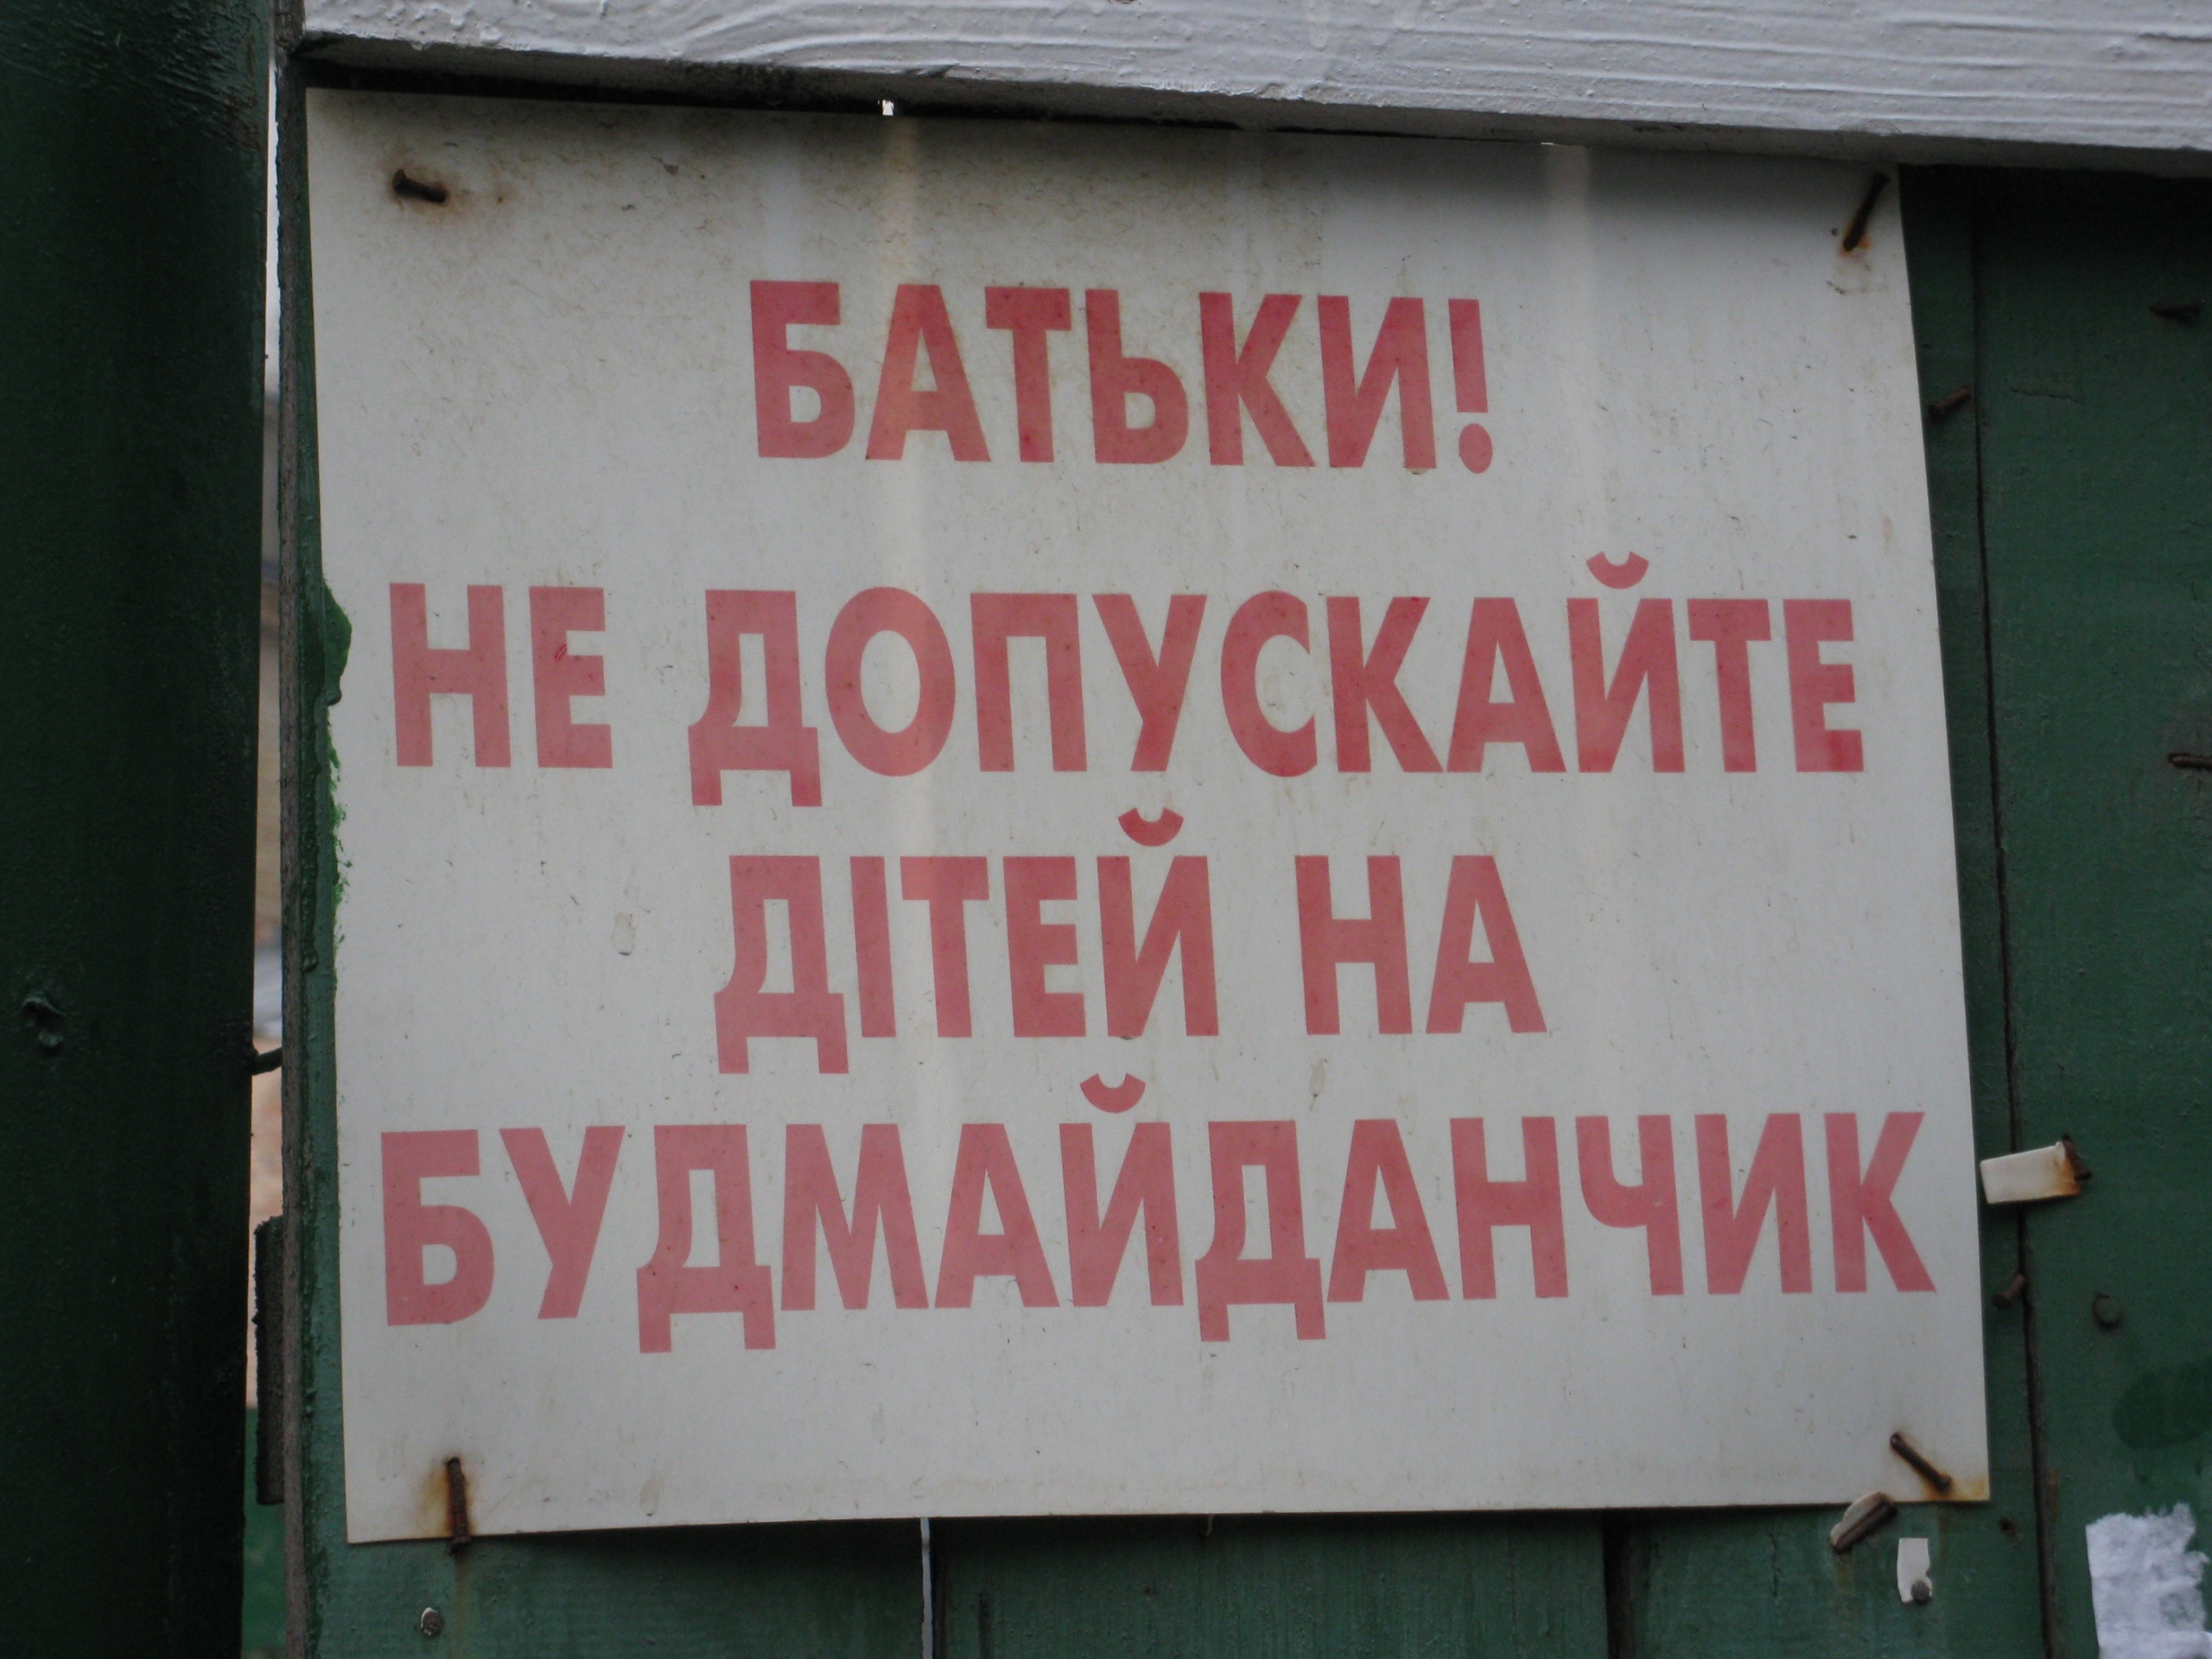 БАТЬКИ!
НЕ ДОПУСКАЙТЕ
ДІТЕЙ НА
БУДМАЙДАНЧИК